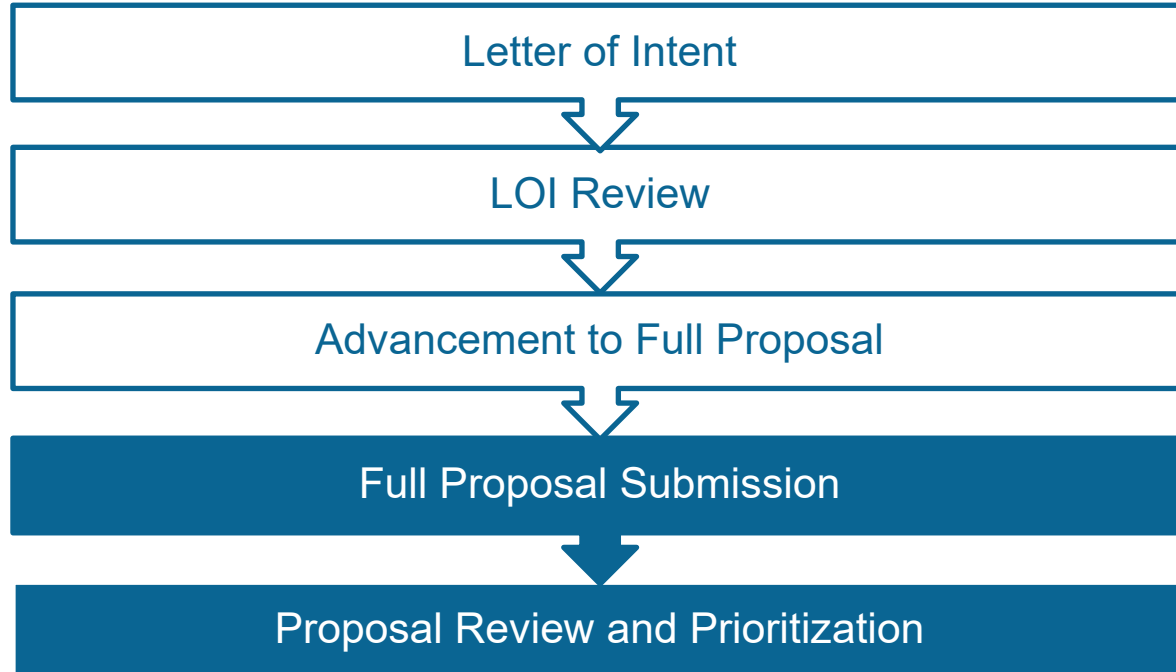 Letter of Intent
LOI Review
Advancement to Full Proposal
Full Proposal Submission
Proposal Review and Prioritization